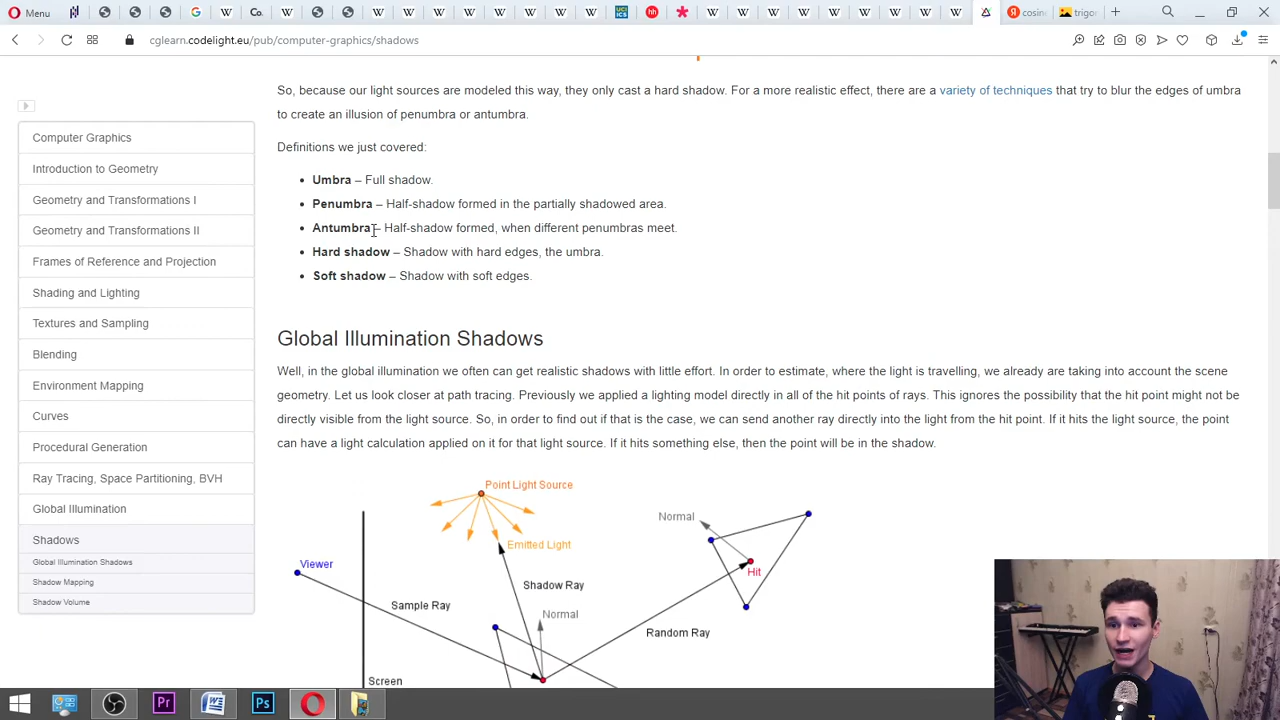 Menu
Co.
UCI
ICS
hh
cosine
trigor
cglearn.codelight.eu/pub/computer-graphics/shadows
So, because our light sources are modeled this way, they only cast a hard shadow. For a more realistic effect, there are a variety of techniques that try to blur the edges of umbra
to create an illusion of penumbra or antumbra.
Definitions we just covered:
Umbra – Full shadow.
Penumbra – Half-shadow formed in the partially shadowed area.
Antumbra – Half-shadow formed, when different penumbras meet.
Hard shadow – Shadow with hard edges, the umbra.
Soft shadow – Shadow with soft edges.
Computer Graphics
Introduction to Geometry
Geometry and Transformations I
Geometry and Transformations II
Frames of Reference and Projection
Shading and Lighting
Textures and Sampling
Blending
Environment Mapping
Curves
Procedural Generation
Ray Tracing, Space Partitioning, BVH
Global Illumination
Shadows
Global Illumination Shadows
Shadow Mapping
Shadow Volume
Global Illumination Shadows
Well, in the global illumination we often can get realistic shadows with little effort. In order to estimate, where the light is travelling, we already are taking into account the scene
geometry. Let us look closer at path tracing. Previously we applied a lighting model directly in all of the hit points of rays. This ignores the possibility that the hit point might not be
directly visible from the light source. So, in order to find out if that is the case, we can send another ray directly into the light from the hit point. If it hits the light source, the point
can have a light calculation applied on it for that light source. If it hits something else, then the point will be in the shadow.
Point Light Source
Normal
Emitted Light
Viewer
Hit
Shadow Ray
Sample Ray
Normal
Random Ray
Screen
Pr
W
Ps